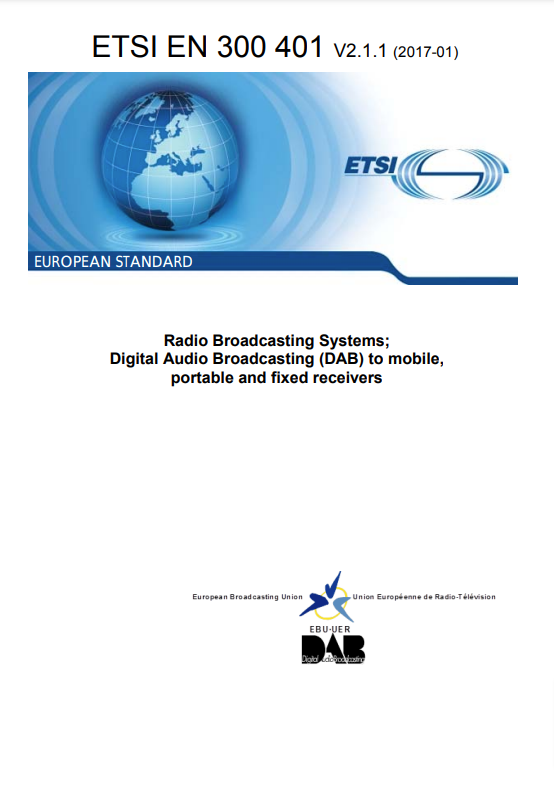 ETSI EN 300 401 V2.1.1 (2017-01)
ETSI
EUROPEAN STANDARD
Radio Broadcasting Systems;
Digital Audio Broadcasting (DAB) to mobile,
portable and fixed receivers
European Broadcasting Union Union Européenne de Radio-Télévision
EBU·UER
DAB
Digital Audio Broadcasting